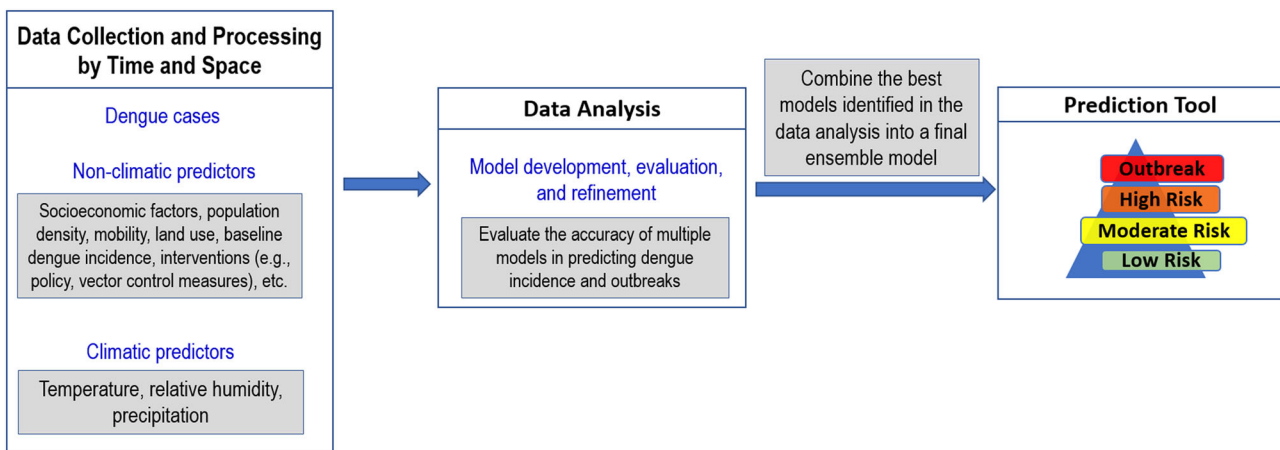 Data Collection and Processing
by Time and Space
Dengue cases
Non-climatic predictors
Socioeconomic factors, population
density, mobility, land use, baseline
dengue incidence, interventions (e.g.,
policy, vector control measures), etc.
Climatic predictors
Temperature, relative humidity,
precipitation
Data Analysis
Model development, evaluation,
and refinement
Evaluate the accuracy of multiple
models in predicting dengue
incidence and outbreaks
Combine the best
models identified in the
data analysis into a final
ensemble model
Prediction Tool
Outbreak
High Risk
Moderate Risk
Low Risk